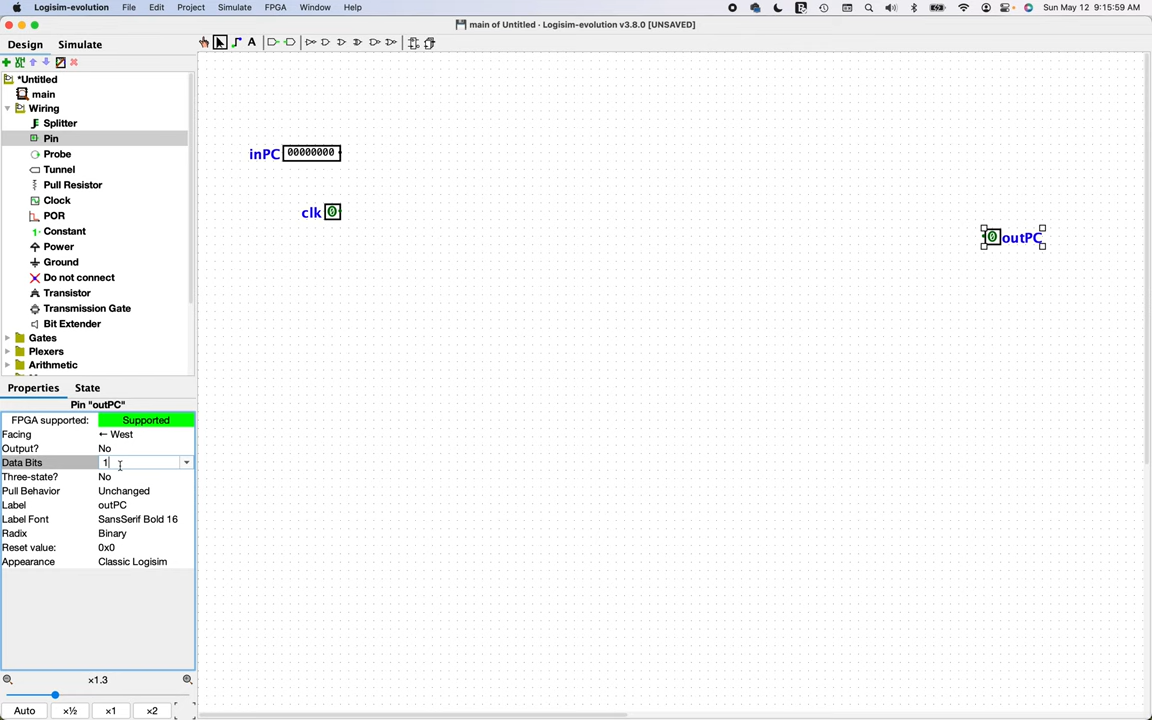 Logisim-evolution File Edit Project Simulate FPGA Window Help Sun May 12 9:15:59 AM
main of Untitled · Logisim-evolution v3.8.0 [UNSAVED]
Design Simulate
A
*Untitled
main
Wiring
Splitter
Pin
Probe
Tunnel
Pull Resistor
Clock
POR
Constant
Power
Ground
Do not connect
Transistor
Transmission Gate
Bit Extender
Gates
Plexers
Arithmetic
inPC 00000000
clk 0
0 outPC
Properties State
Pin "outPC"
FPGA supported: Supported
Facing ← West
Output? No
Data Bits 1
Three-state? No
Pull Behavior Unchanged
Label outPC
Label Font SansSerif Bold 16
Radix Binary
Reset value: 0x0
Appearance Classic Logisim
x1.3
Auto x½ x1 x2